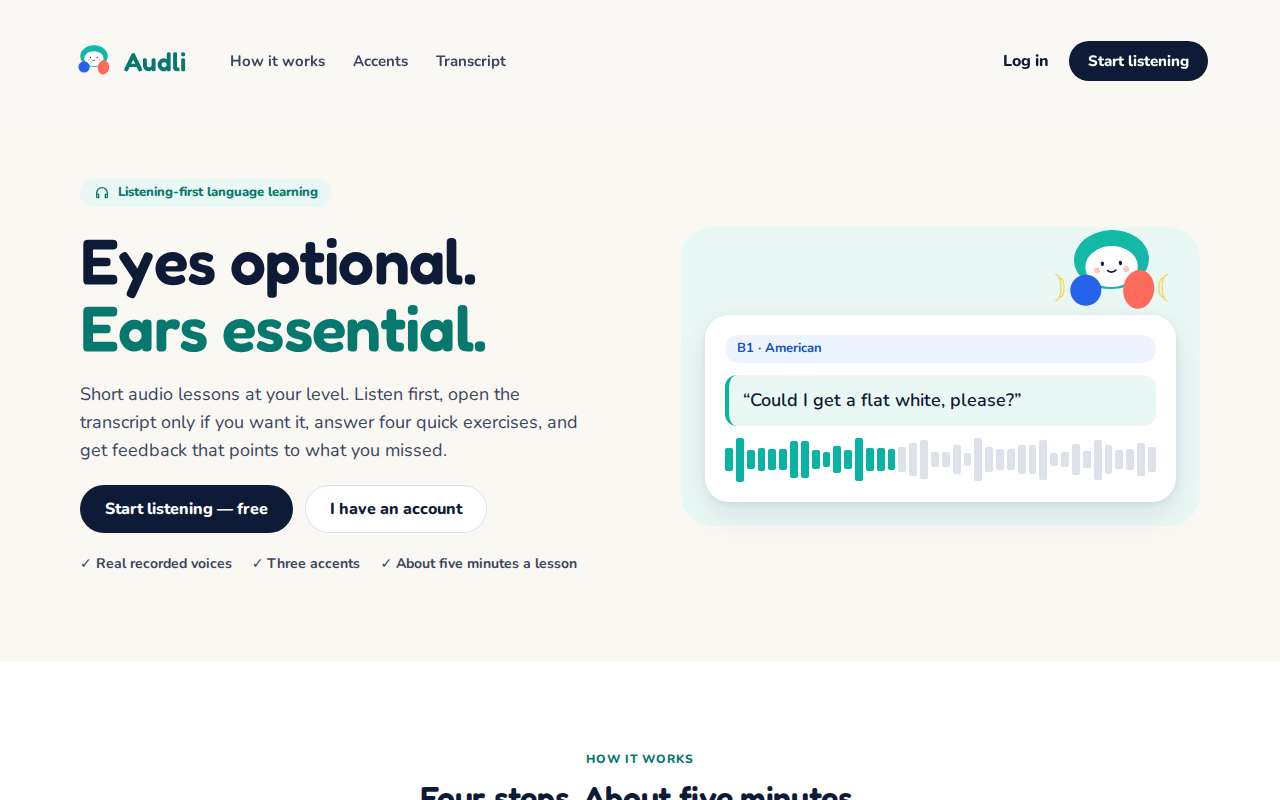 Audli
How it works
Accents
Transcript
Log in
Start listening
Listening-first language learning
Eyes optional.
Ears essential.
Short audio lessons at your level. Listen first, open the
transcript only if you want it, answer four quick exercises, and
get feedback that points to what you missed.
Start listening — free
I have an account
✓ Real recorded voices
✓ Three accents
✓ About five minutes a lesson
B1 · American
“Could I get a flat white, please?”
HOW IT WORKS
Four steps. About five minutes.